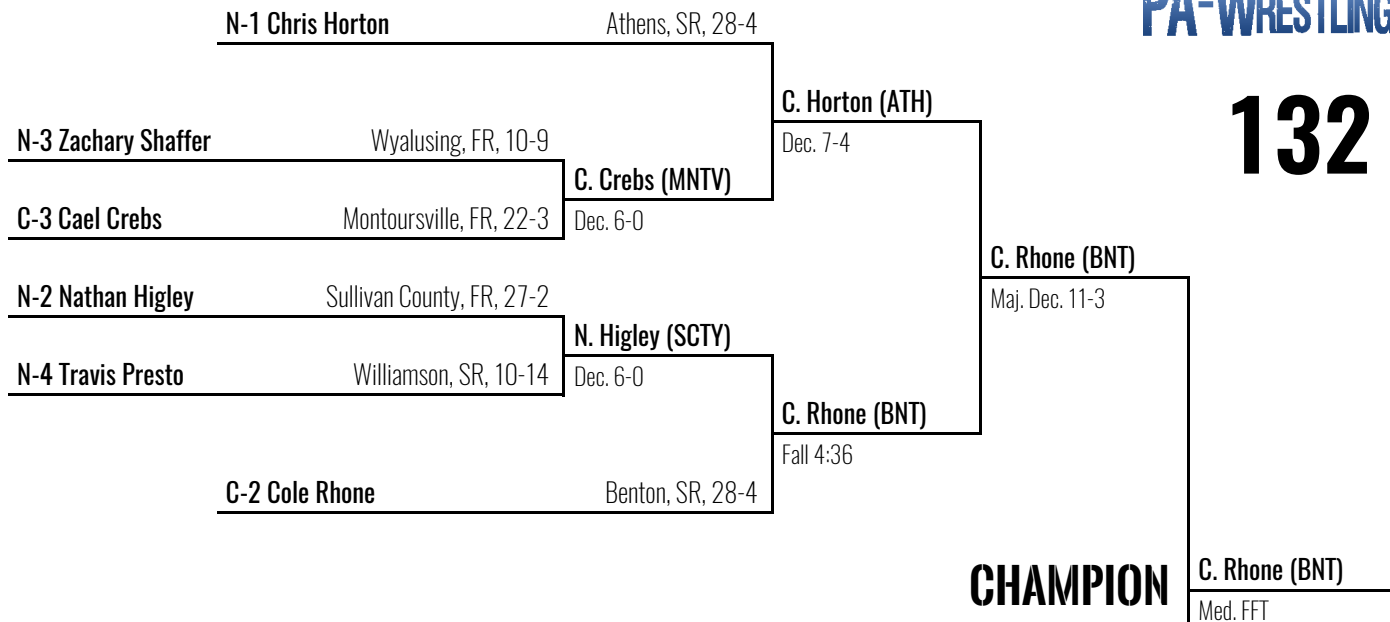 PA-WRESTLING
132
N-1 Chris Horton Athens, SR, 28-4
C. Horton (ATH)
Dec. 7-4
N-3 Zachary Shaffer Wyalusing, FR, 10-9
C. Crebs (MNTV)
Dec. 6-0
C-3 Cael Crebs Montoursville, FR, 22-3
C. Rhone (BNT)
Maj. Dec. 11-3
N-2 Nathan Higley Sullivan County, FR, 27-2
N. Higley (SCTY)
Dec. 6-0
N-4 Travis Presto Williamson, SR, 10-14
C. Rhone (BNT)
Fall 4:36
C-2 Cole Rhone Benton, SR, 28-4
CHAMPION
C. Rhone (BNT)
Med. FFT